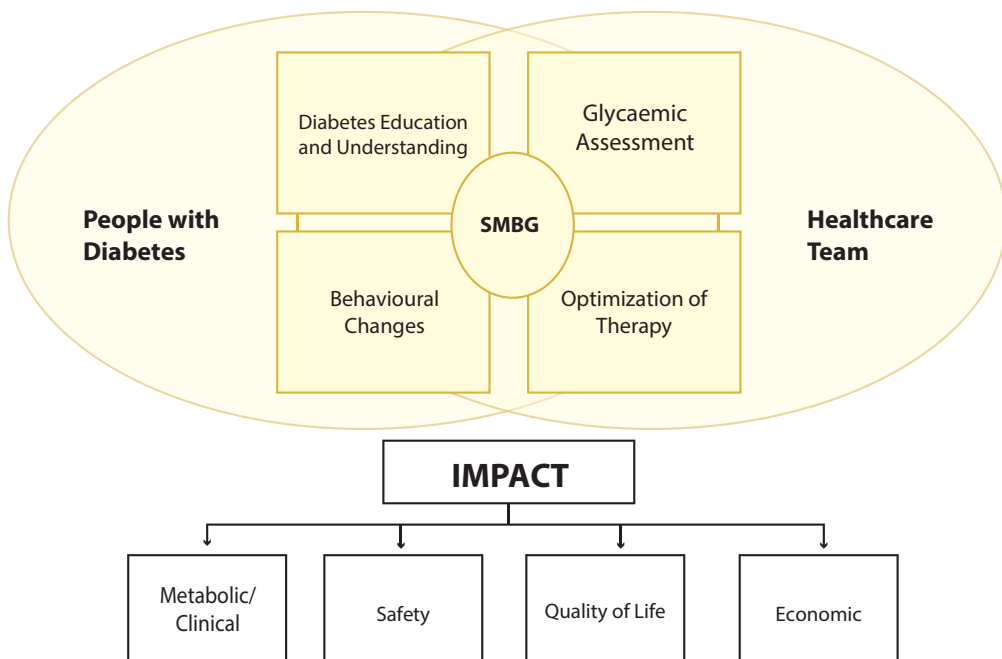 Diabetes Education
and Understanding
Glycaemic
Assessment
People with
Diabetes
SMBG
Healthcare
Team
Behavioural
Changes
Optimization of
Therapy
IMPACT
Metabolic/
Clinical
Safety
Quality of Life
Economic